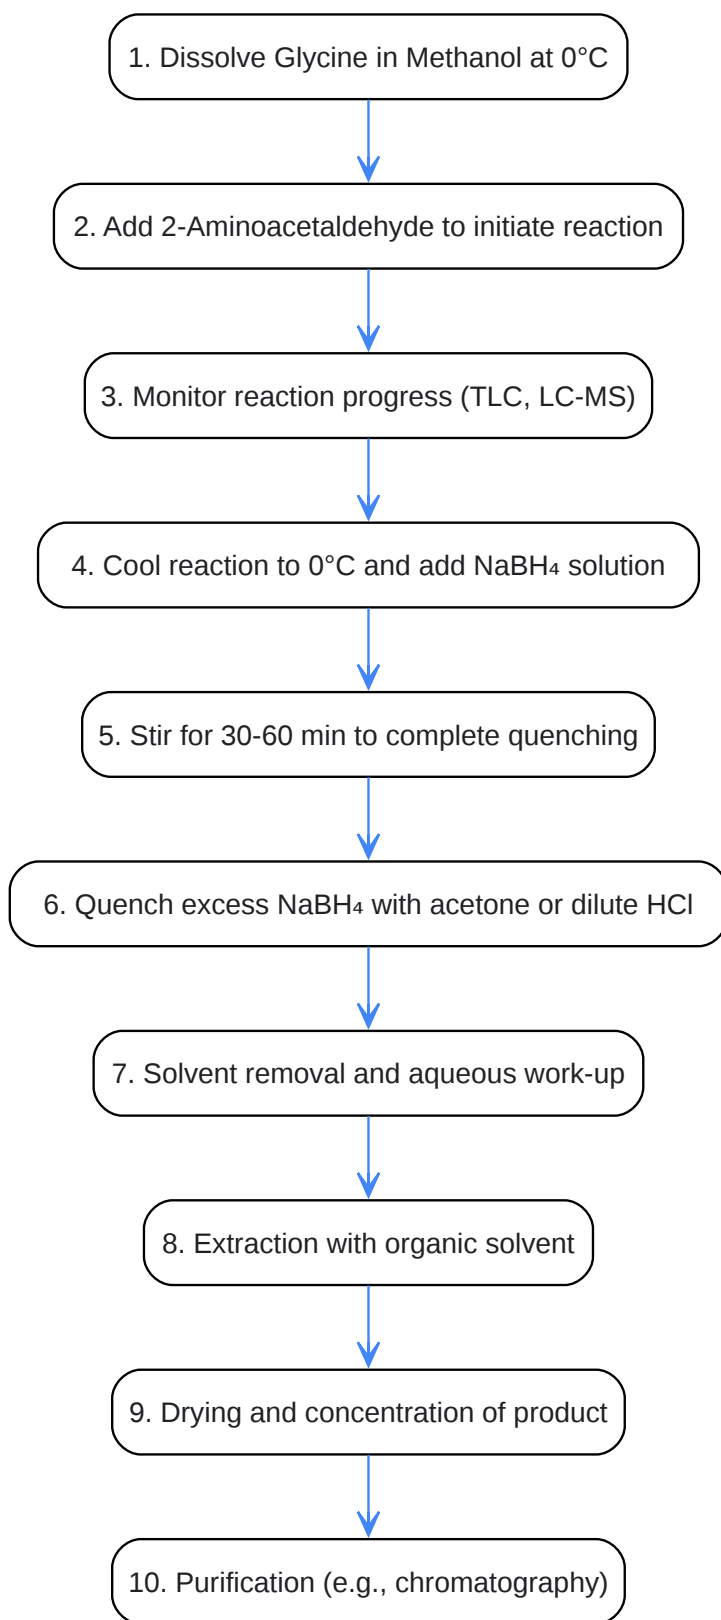 1. Dissolve Glycine in Methanol at 0°C
2. Add 2-Aminoacetaldehyde to initiate reaction
3. Monitor reaction progress (TLC, LC-MS)
4. Cool reaction to 0°C and add NaBH₄ solution
5. Stir for 30-60 min to complete quenching
6. Quench excess NaBH₄ with acetone or dilute HCl
7. Solvent removal and aqueous work-up
8. Extraction with organic solvent
9. Drying and concentration of product
10. Purification (e.g., chromatography)